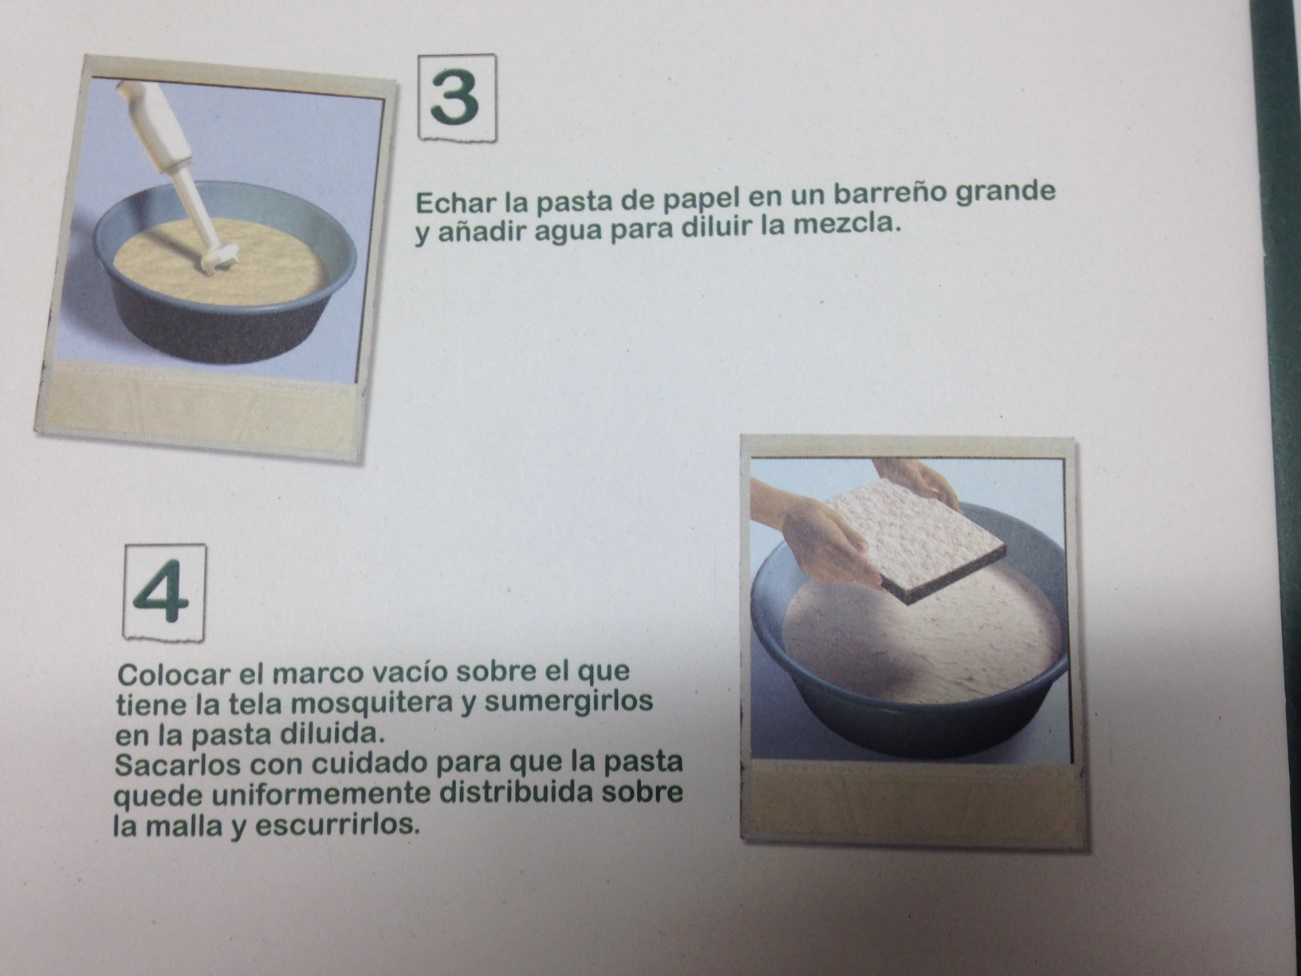 3
Echar la pasta de papel en un barreño grande
y añadir agua para diluir la mezcla.
4
Colocar el marco vacío sobre el que
tiene la tela mosquitera y sumergirlos
en la pasta diluida.
Sacarlos con cuidado para que la pasta
quede uniformemente distribuida sobre
la malla y escurrirlos.